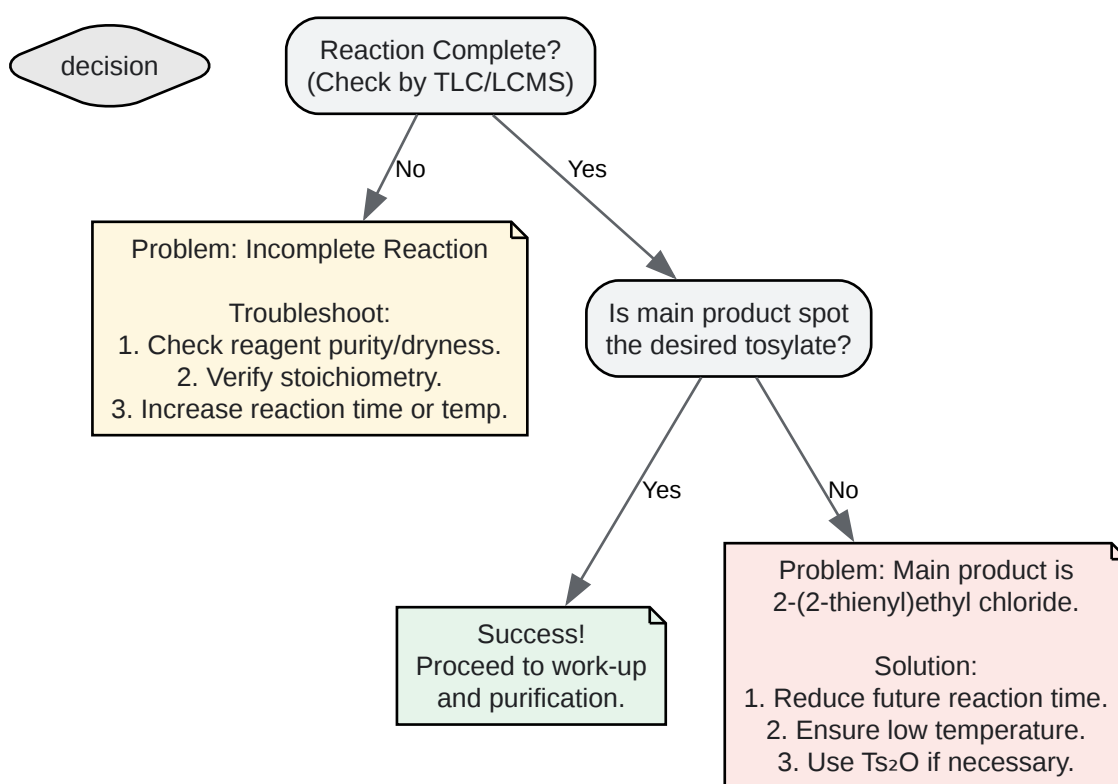 decision
Reaction Complete?
(Check by TLC/LCMS)
No
Yes
Problem: Incomplete Reaction
Troubleshoot:
1. Check reagent purity/dryness.
2. Verify stoichiometry.
3. Increase reaction time or temp.
Is main product spot
the desired tosylate?
Yes
No
Success!
Proceed to work-up
and purification.
Problem: Main product is
2-(2-thienyl)ethyl chloride.
Solution:
1. Reduce future reaction time.
2. Ensure low temperature.
3. Use Ts₂O if necessary.